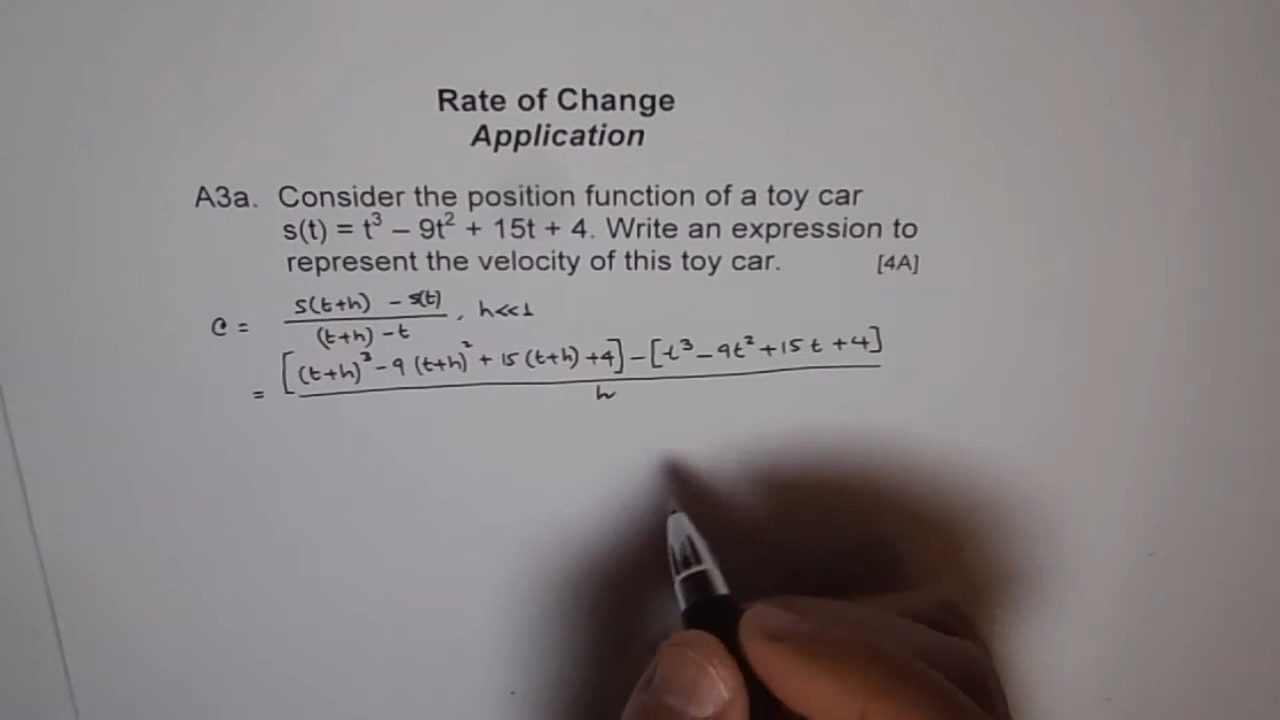 Rate of Change
Application
A3a. Consider the position function of a toy car
s(t) = t³ – 9t² + 15t + 4. Write an expression to
represent the velocity of this toy car. [4A]
= s(t+h) - s(t) / (t+h) - t , h<<1
= [(t+h)³ - 9(t+h)² + 15(t+h) + 4] - [t³ - 9t² + 15t + 4] / h